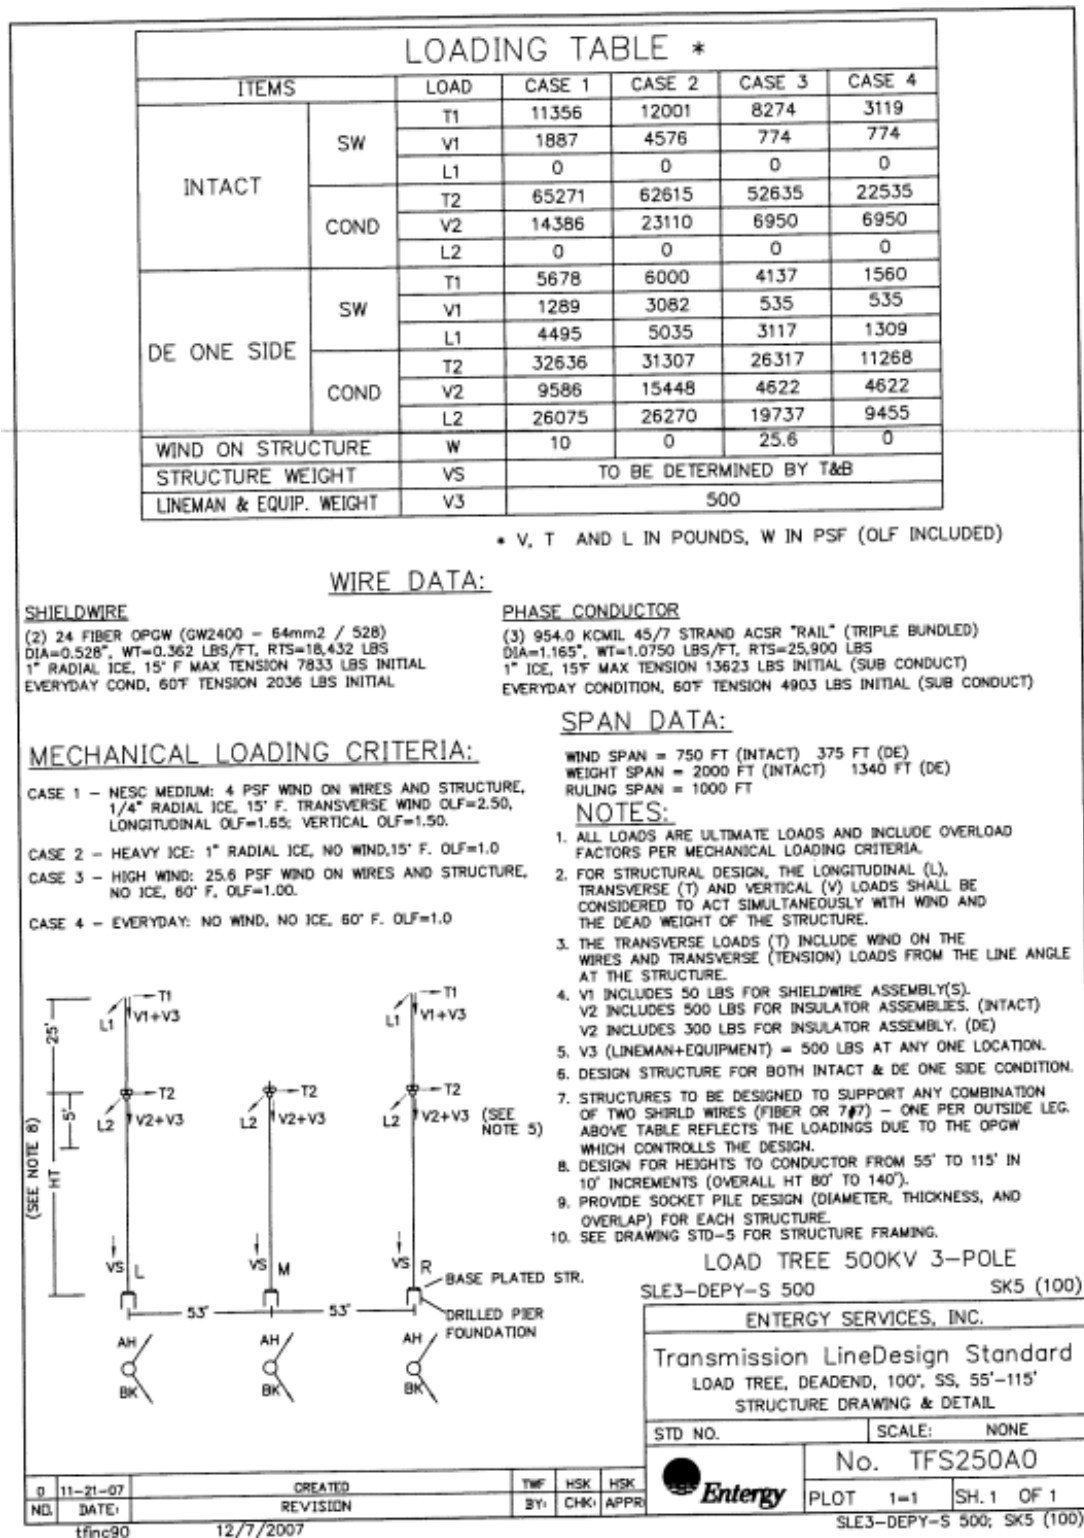 LOADING TABLE *
ITEMS LOAD CASE 1 CASE 2 CASE 3 CASE 4
INTACT SW T1 11356 12001 8274 3119
V1 1887 4576 774 774
L1 0 0 0 0
COND T2 65271 62615 52635 22535
V2 14386 23110 6950 6950
L2 0 0 0 0
DE ONE SIDE SW T1 5678 6000 4137 1560
V1 1289 3082 535 535
L1 4495 5035 3117 1309
COND T2 32636 31307 26317 11268
V2 9586 15448 4622 4622
L2 26075 26270 19737 9455
WIND ON STRUCTURE W 10 0 25.6 0
STRUCTURE WEIGHT VS TO BE DETERMINED BY T&B
LINEMAN & EQUIP. WEIGHT V3 500
* V, T AND L IN POUNDS, W IN PSF (OLF INCLUDED)
WIRE DATA:
SHIELDWIRE
(2) 24 FIBER OPGW (GW2400 - 64mm2 / 528)
DIA=0.528", WT=0.362 LBS/FT, RTS=18,432 LBS
1" RADIAL ICE, 15° F MAX TENSION 7833 LBS INITIAL
EVERYDAY COND, 60°F TENSION 2036 LBS INITIAL
PHASE CONDUCTOR
(3) 954.0 KCMIL 45/7 STRAND ACSR "RAIL" (TRIPLE BUNDLED)
DIA=1.165", WT=1.0750 LBS/FT, RTS=25,900 LBS
1" ICE, 15°F MAX TENSION 13623 LBS INITIAL (SUB CONDUCT)
EVERYDAY CONDITION, 60°F TENSION 4903 LBS INITIAL (SUB CONDUCT)
SPAN DATA:
WIND SPAN = 750 FT (INTACT) 375 FT (DE)
WEIGHT SPAN = 2000 FT (INTACT) 1340 FT (DE)
RULING SPAN = 1000 FT
MECHANICAL LOADING CRITERIA:
CASE 1 - NESC MEDIUM: 4 PSF WIND ON WIRES AND STRUCTURE,
1/4" RADIAL ICE, 15° F. TRANSVERSE WIND OLF=2.50,
LONGITUDINAL OLF=1.65; VERTICAL OLF=1.50.
CASE 2 - HEAVY ICE: 1" RADIAL ICE, NO WIND,15° F. OLF=1.0
CASE 3 - HIGH WIND: 25.6 PSF WIND ON WIRES AND STRUCTURE,
NO ICE, 60° F. OLF=1.00.
CASE 4 - EVERYDAY: NO WIND, NO ICE, 60° F. OLF=1.0
NOTES:
1. ALL LOADS ARE ULTIMATE LOADS AND INCLUDE OVERLOAD
FACTORS PER MECHANICAL LOADING CRITERIA.
2. FOR STRUCTURAL DESIGN, THE LONGITUDINAL (L),
TRANSVERSE (T) AND VERTICAL (V) LOADS SHALL BE
CONSIDERED TO ACT SIMULTANEOUSLY WITH WIND AND
THE DEAD WEIGHT OF THE STRUCTURE.
3. THE TRANSVERSE LOADS (T) INCLUDE WIND ON THE
WIRES AND TRANSVERSE (TENSION) LOADS FROM THE LINE ANGLE
AT THE STRUCTURE.
4. V1 INCLUDES 50 LBS FOR SHIELDWIRE ASSEMBLY(S).
V2 INCLUDES 500 LBS FOR INSULATOR ASSEMBLIES. (INTACT)
V2 INCLUDES 300 LBS FOR INSULATOR ASSEMBLY. (DE)
5. V3 (LINEMAN+EQUIPMENT) = 500 LBS AT ANY ONE LOCATION.
6. DESIGN STRUCTURE FOR BOTH INTACT & DE ONE SIDE CONDITION.
7. STRUCTURES TO BE DESIGNED TO SUPPORT ANY COMBINATION
OF TWO SHIRLD WIRES (FIBER OR 7#7) - ONE PER OUTSIDE LEG.
ABOVE TABLE REFLECTS THE LOADINGS DUE TO THE OPGW
WHICH CONTROLLS THE DESIGN.
8. DESIGN FOR HEIGHTS TO CONDUCTOR FROM 55' TO 115' IN
10' INCREMENTS (OVERALL HT 80' TO 140').
9. PROVIDE SOCKET PILE DESIGN (DIAMETER, THICKNESS, AND
OVERLAP) FOR EACH STRUCTURE.
10. SEE DRAWING STD-5 FOR STRUCTURE FRAMING.
T1 T1
L1 V1+V3 L1 V1+V3
25'
T2 T2 T2
5'
L2 V2+V3 L2 V2+V3 L2 V2+V3 (SEE
NOTE 5)
HT
(SEE NOTE 8)
VS L VS M VS R
BASE PLATED STR.
53' 53'
DRILLED PIER
FOUNDATION
AH AH AH
BK BK BK
LOAD TREE 500KV 3-POLE
SLE3-DEPY-S 500 SK5 (100)
ENTERGY SERVICES, INC.
Transmission LineDesign Standard
LOAD TREE, DEADEND, 100°, SS, 55'-115'
STRUCTURE DRAWING & DETAIL
STD NO. SCALE: NONE
Entergy
No. TFS250A0
PLOT 1=1 SH. 1 OF 1
0 11-21-07 CREATED TWF HSK HSK
NO. DATE: REVISION BY: CHK: APPR
tfinc90 12/7/2007
SLE3-DEPY-S 500; SK5 (100)